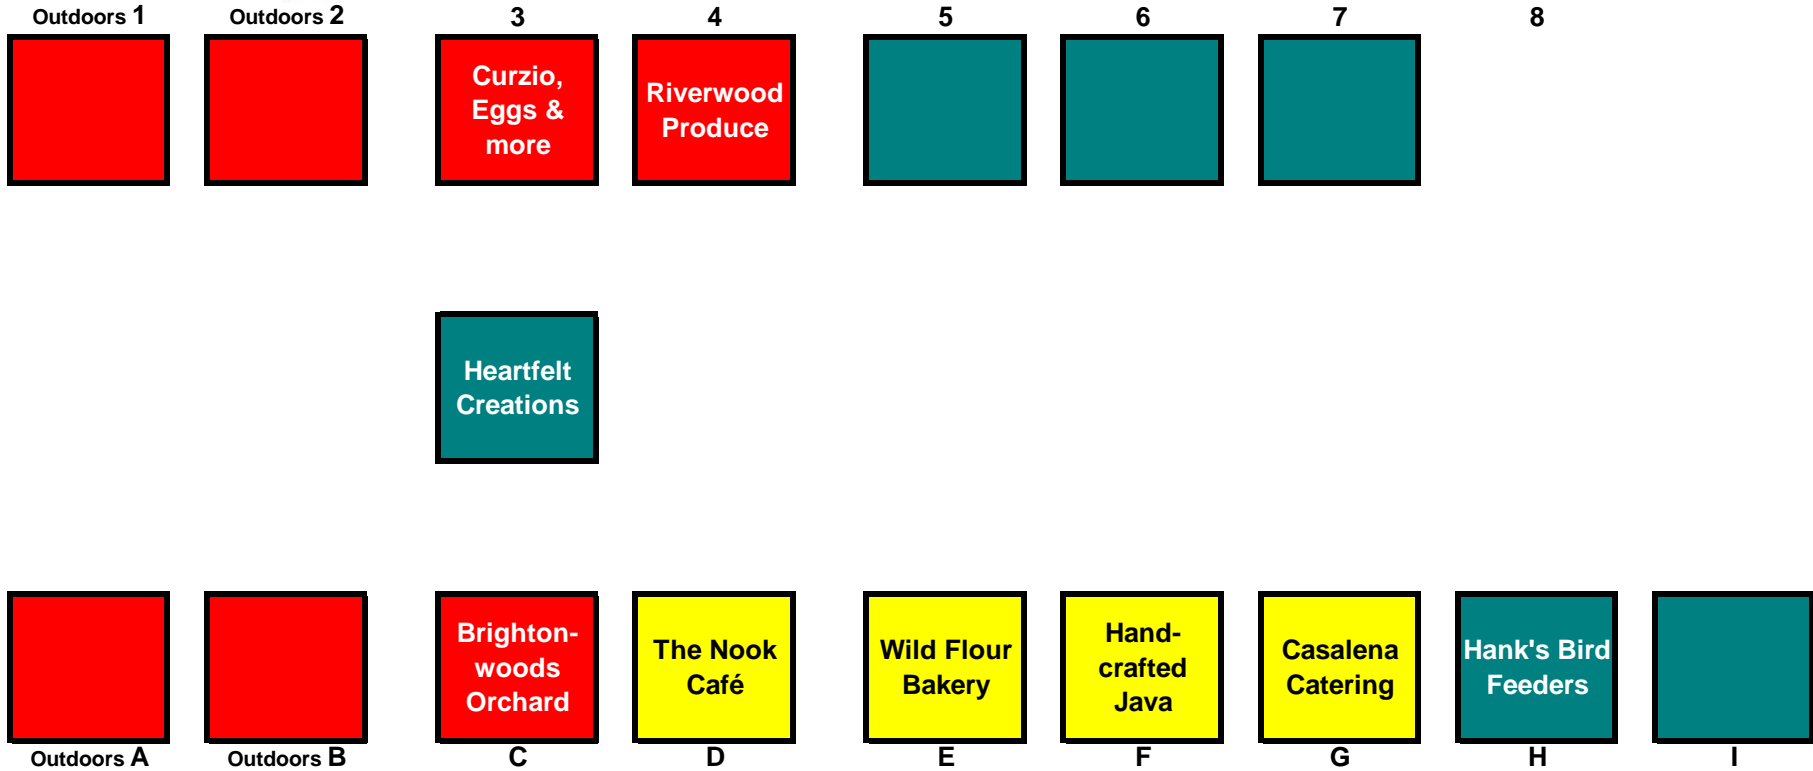 Outdoors 1 Outdoors 2 3 4 5 6 7 8
Curzio,
Eggs &
more
Riverwood
Produce
Heartfelt
Creations
Brighton-
woods
Orchard
The Nook
Café
Wild Flour
Bakery
Hand-
crafted
Java
Casalena
Catering
Hank's Bird
Feeders
Outdoors A Outdoors B C D E F G H I